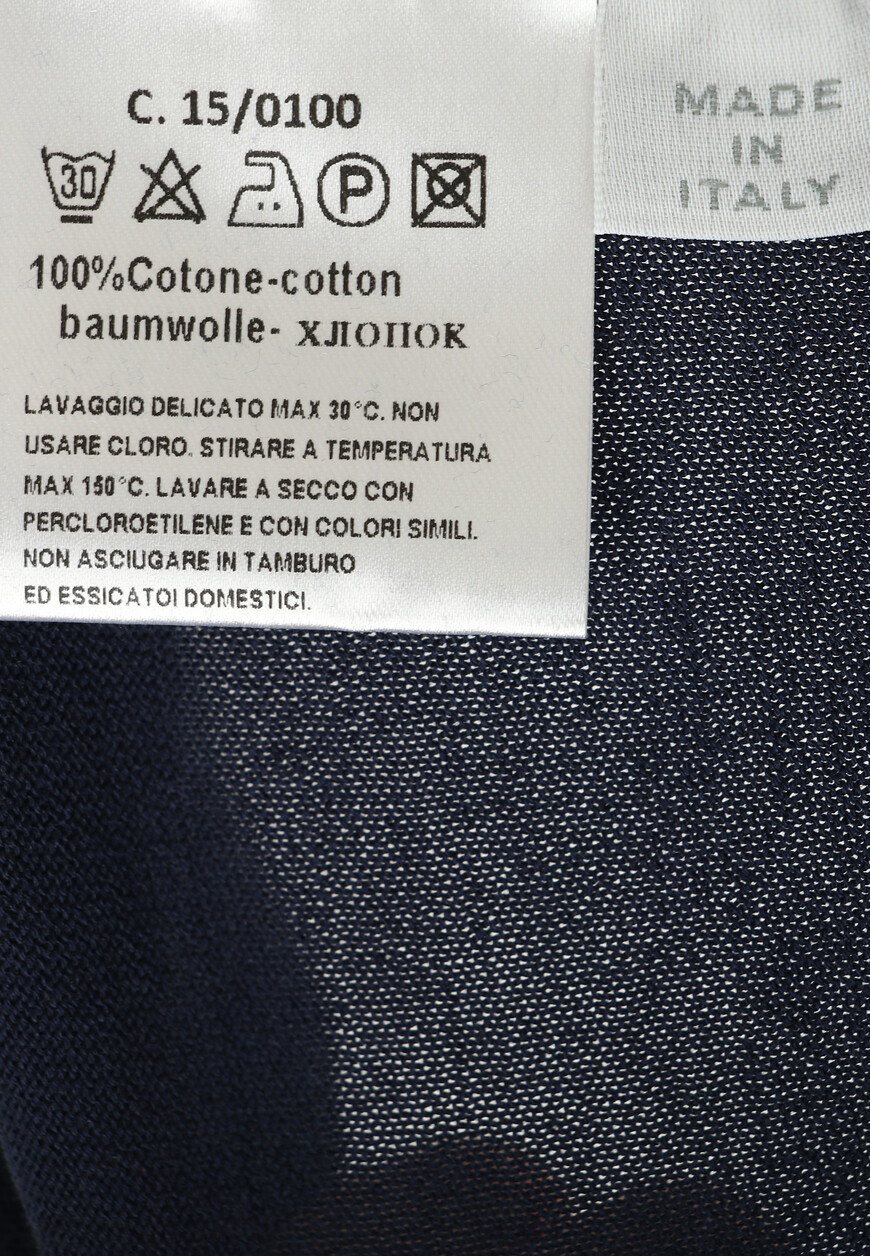 C. 15/0100
30
P
100%Cotone-cotton
baumwolle- хлопок
LAVAGGIO DELICATO MAX 30°C. NON
USARE CLORO. STIRARE A TEMPERATURA
MAX 150°C. LAVARE A SECCO CON
PERCLOROETILENE E CON COLORI SIMILI.
NON ASCIUGARE IN TAMBURO
ED ESSICATOI DOMESTICI.
MADE
IN
ITALY